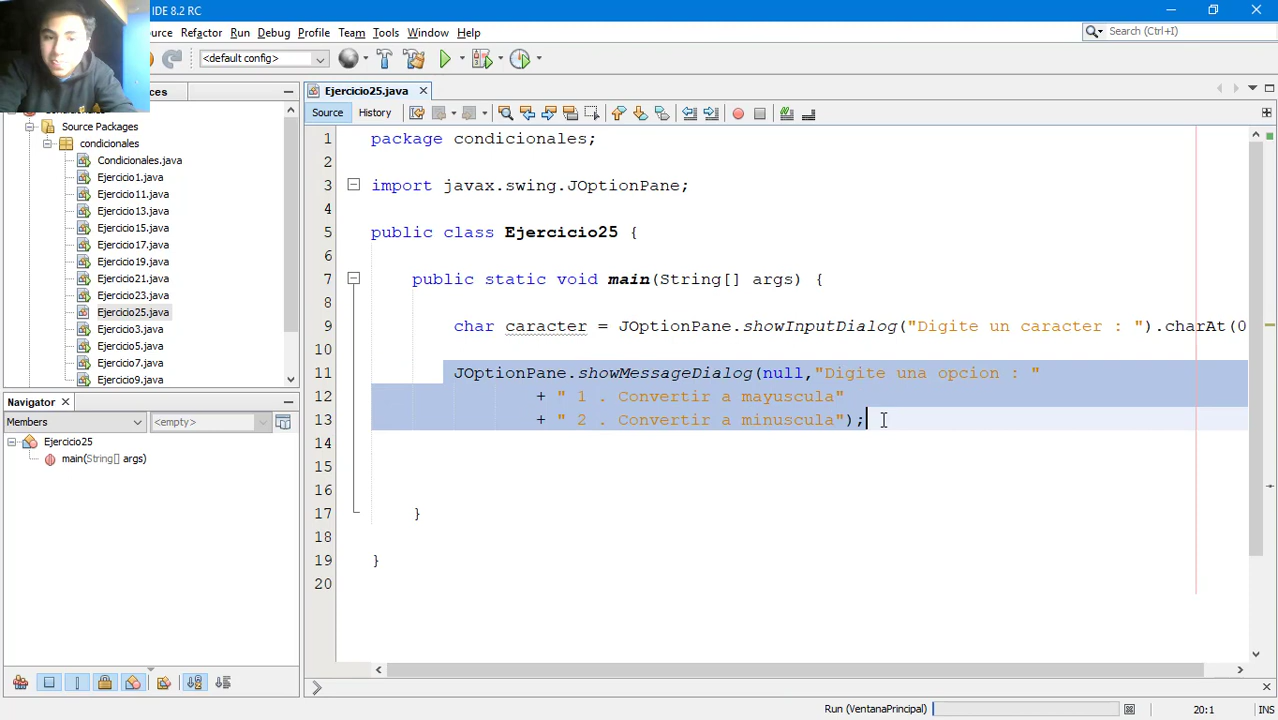 IDE 8.2 RC
urce Refactor Run Debug Profile Team Tools Window Help
Search (Ctrl+I)
<default config>
ces
Ejercicio25.java
Source History
Source Packages
condicionales
Condicionales.java
Ejercicio1.java
Ejercicio11.java
Ejercicio13.java
Ejercicio15.java
Ejercicio17.java
Ejercicio19.java
Ejercicio21.java
Ejercicio23.java
Ejercicio25.java
Ejercicio3.java
Ejercicio5.java
Ejercicio7.java
Ejercicio9.java
Navigator
Members <empty>
Ejercicio25
main(String[] args)
1 package condicionales;
2
3 import javax.swing.JOptionPane;
4
5 public class Ejercicio25 {
6
7 public static void main(String[] args) {
8
9 char caracter = JOptionPane.showInputDialog("Digite un caracter : ").charAt(0
10
11 JOptionPane.showMessageDialog(null,"Digite una opcion : "
12 + " 1 . Convertir a mayuscula"
13 + " 2 . Convertir a minuscula");
14
15
16
17 }
18
19 }
20
Run (VentanaPrincipal) 20:1 INS